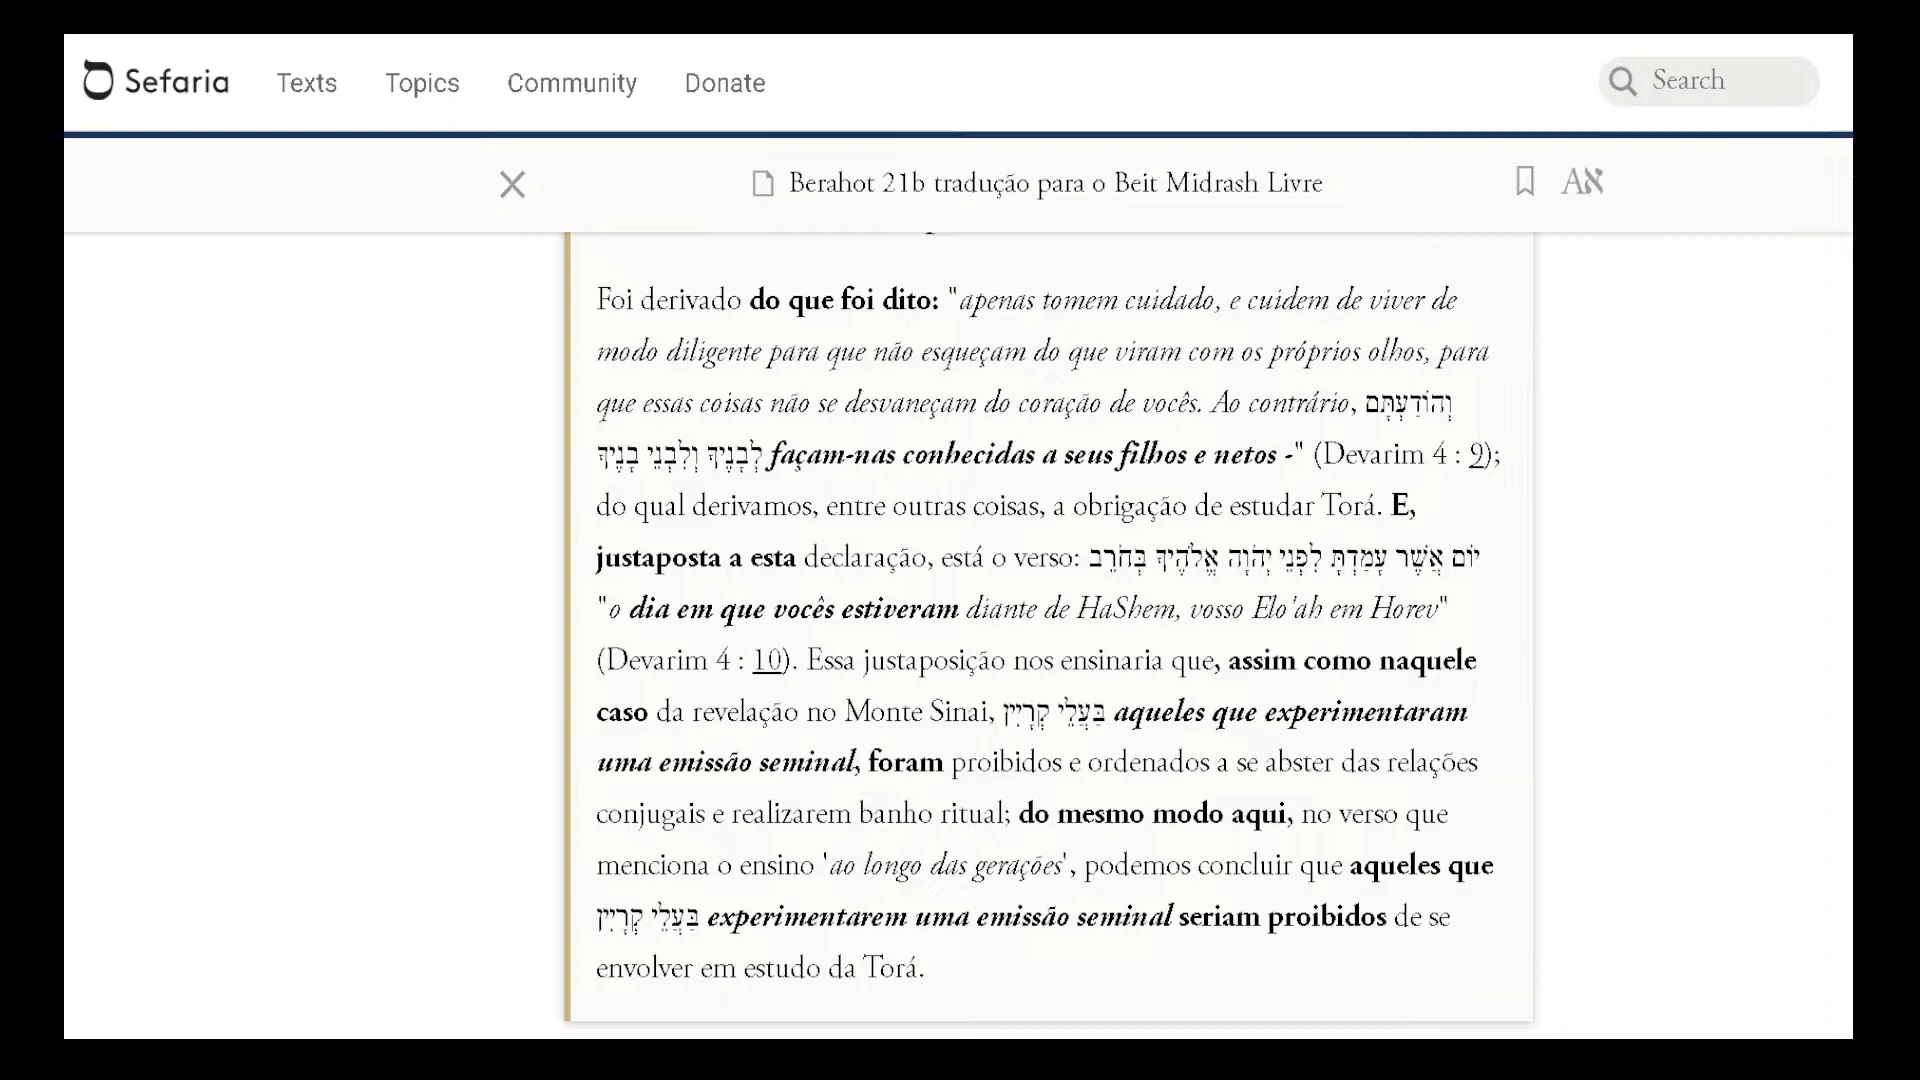 Sefaria Texts Topics Community Donate Search
Berahot 21b tradução para o Beit Midrash Livre Aא
Foi derivado do que foi dito: "apenas tomem cuidado, e cuidem de viver de
modo diligente para que não esqueçam do que viram com os próprios olhos, para
que essas coisas não se desvaneçam do coração de vocês. Ao contrário, וְהוֹדַעְתָּם
לְבָנֶיךָ וְלִבְנֵי בָנֶיךָ façam-nas conhecidas a seus filhos e netos -" (Devarim 4 : 9);
do qual derivamos, entre outras coisas, a obrigação de estudar Torá. E,
justaposta a esta declaração, está o verso: יוֹם אֲשֶׁר עָמַדְתָּ לִפְנֵי יְהֹוָה אֱלֹהֶיךָ בְּחֹרֵב
"o dia em que vocês estiveram diante de HaShem, vosso Elo'ah em Horev"
(Devarim 4 : 10). Essa justaposição nos ensinaria que, assim como naquele
caso da revelação no Monte Sinai, בַּעֲלֵי קְרָיִין aqueles que experimentaram
uma emissão seminal, foram proibidos e ordenados a se abster das relações
conjugais e realizarem banho ritual; do mesmo modo aqui, no verso que
menciona o ensino 'ao longo das gerações', podemos concluir que aqueles que
בַּעֲלֵי קְרָיִין experimentarem uma emissão seminal seriam proibidos de se
envolver em estudo da Torá.